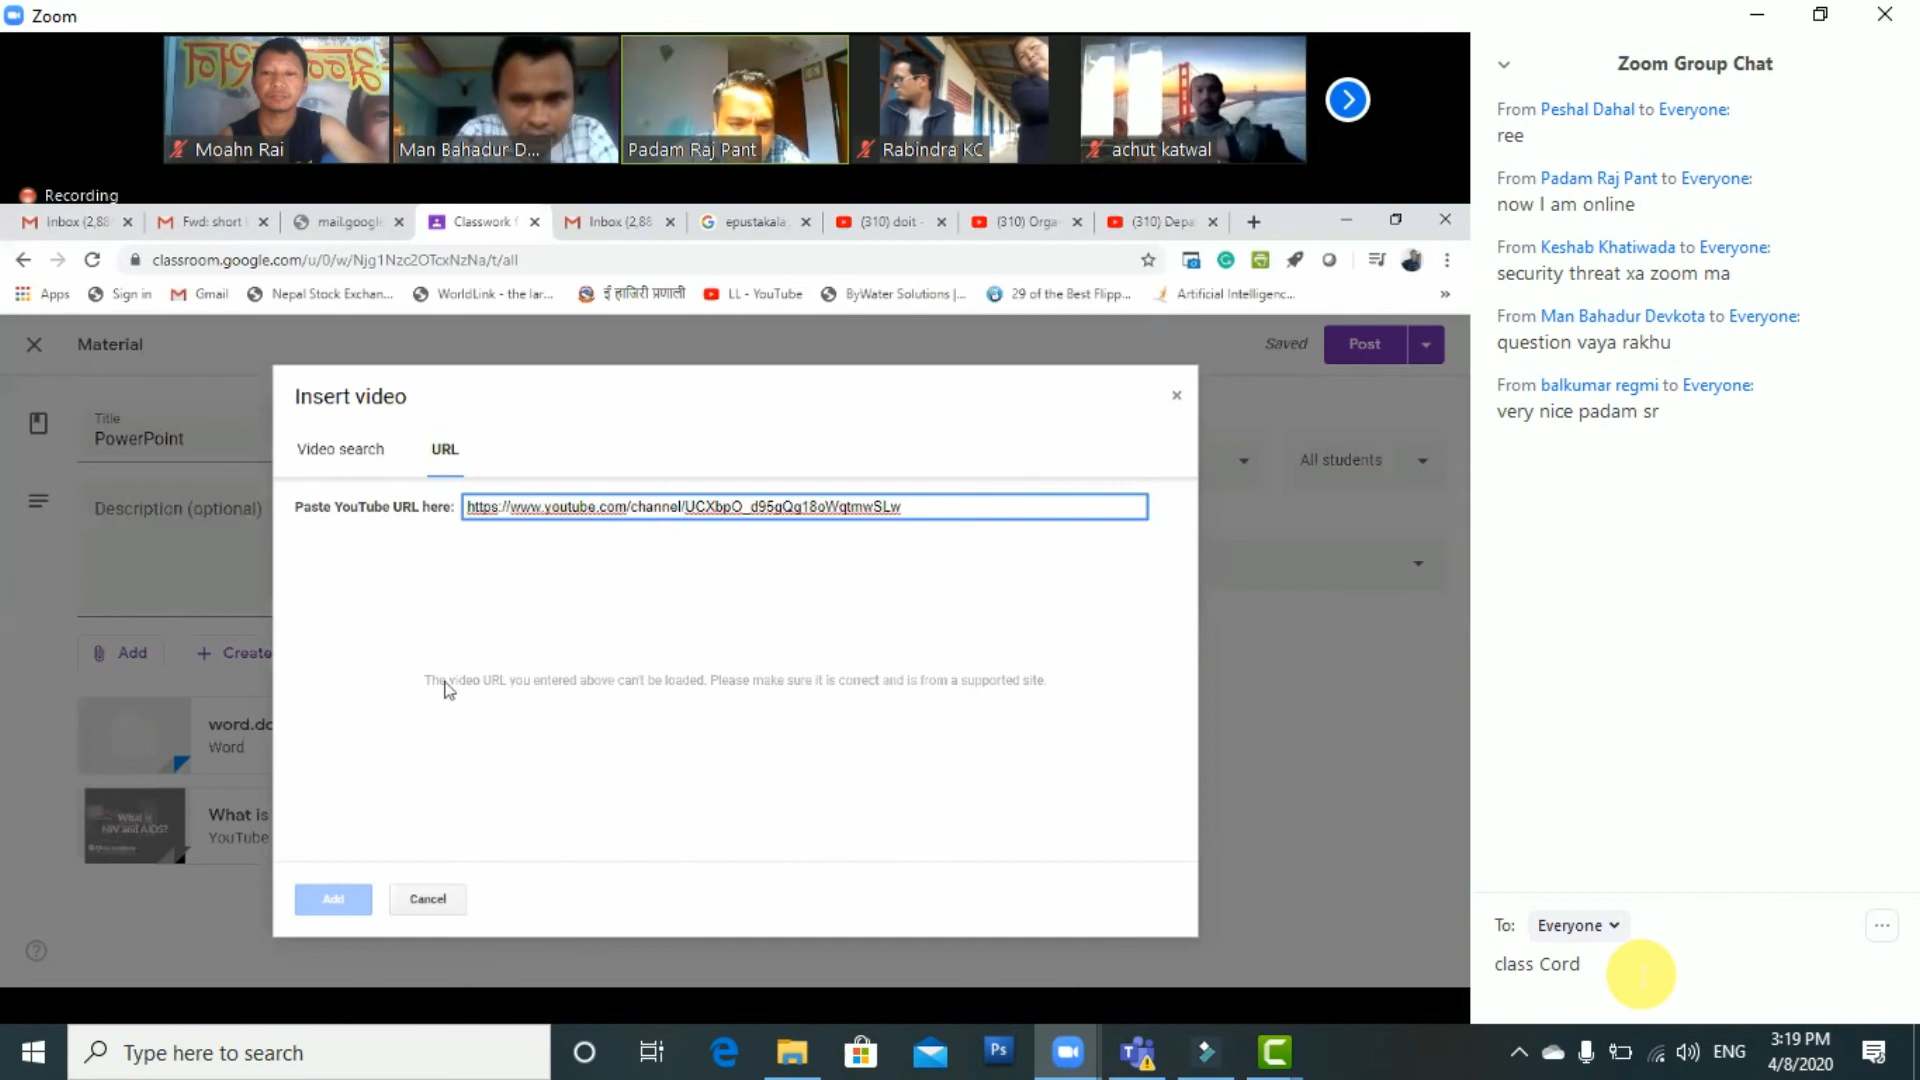 Zoom
Moahn Rai
Man Bahadur D...
Padam Raj Pant
Rabindra KC
achut katwal
Recording
Inbox (2,88
Fwd: short
mail.google
Classwork f
Inbox (2,88
epustakala
(310) doit -
(310) Orga
(310) Depa
classroom.google.com/u/0/w/Njg1Nzc2OTcxNzNa/t/all
Apps
Sign in
Gmail
Nepal Stock Exchan...
WorldLink - the lar...
ई हाजिरी प्रणाली
LL - YouTube
ByWater Solutions |...
29 of the Best Flipp...
Artificial Intelligenc...
»
Material
Saved
Post
Title
PowerPoint
Description (optional)
All students
Add
+ Create
word.do
Word
What is
HIV and AIDS?
What is
YouTube
Insert video
Video search
URL
Paste YouTube URL here:
https://www.youtube.com/channel/UCXbpO_d95gQg18oWqtmwSLw
The video URL you entered above can't be loaded. Please make sure it is correct and is from a supported site.
Add
Cancel
Zoom Group Chat
From Peshal Dahal to Everyone:
ree
From Padam Raj Pant to Everyone:
now I am online
From Keshab Khatiwada to Everyone:
security threat xa zoom ma
From Man Bahadur Devkota to Everyone:
question vaya rakhu
From balkumar regmi to Everyone:
very nice padam sr
To: Everyone
class Cord
Type here to search
Ps
ENG
3:19 PM
4/8/2020